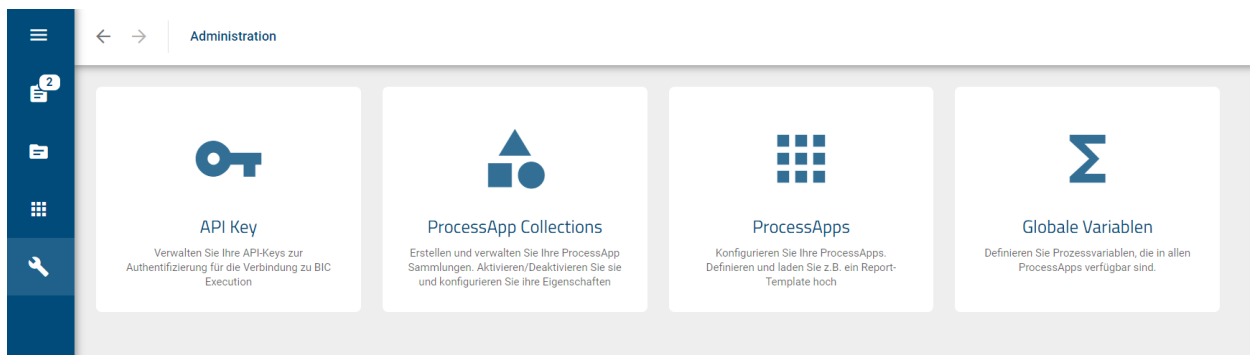 Administration
2
API Key
Verwalten Sie Ihre API-Keys zur
Authentifizierung für die Verbindung zu BIC
Execution
ProcessApp Collections
Erstellen und verwalten Sie Ihre ProcessApp
Sammlungen. Aktivieren/Deaktivieren Sie sie
und konfigurieren Sie ihre Eigenschaften
ProcessApps
Konfigurieren Sie Ihre ProcessApps.
Definieren und laden Sie z.B. ein Report-
Template hoch
Globale Variablen
Definieren Sie Prozessvariablen, die in allen
ProcessApps verfügbar sind.